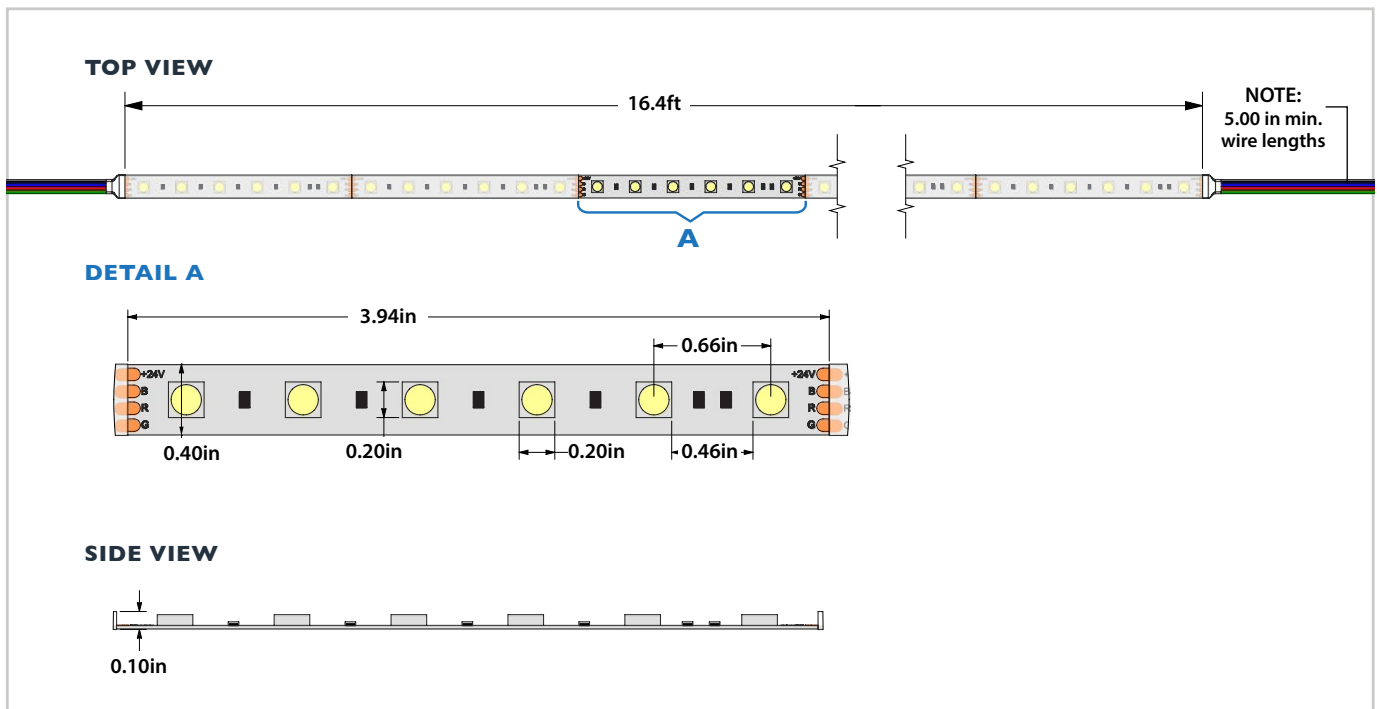 TOP VIEW
16.4ft
NOTE:
5.00 in min.
wire lengths
A
DETAIL A
3.94in
0.66in
+24V
B
R
G
+24V
B
R
G
+
B
R
0.40in
0.20in
0.20in
0.46in
SIDE VIEW
0.10in